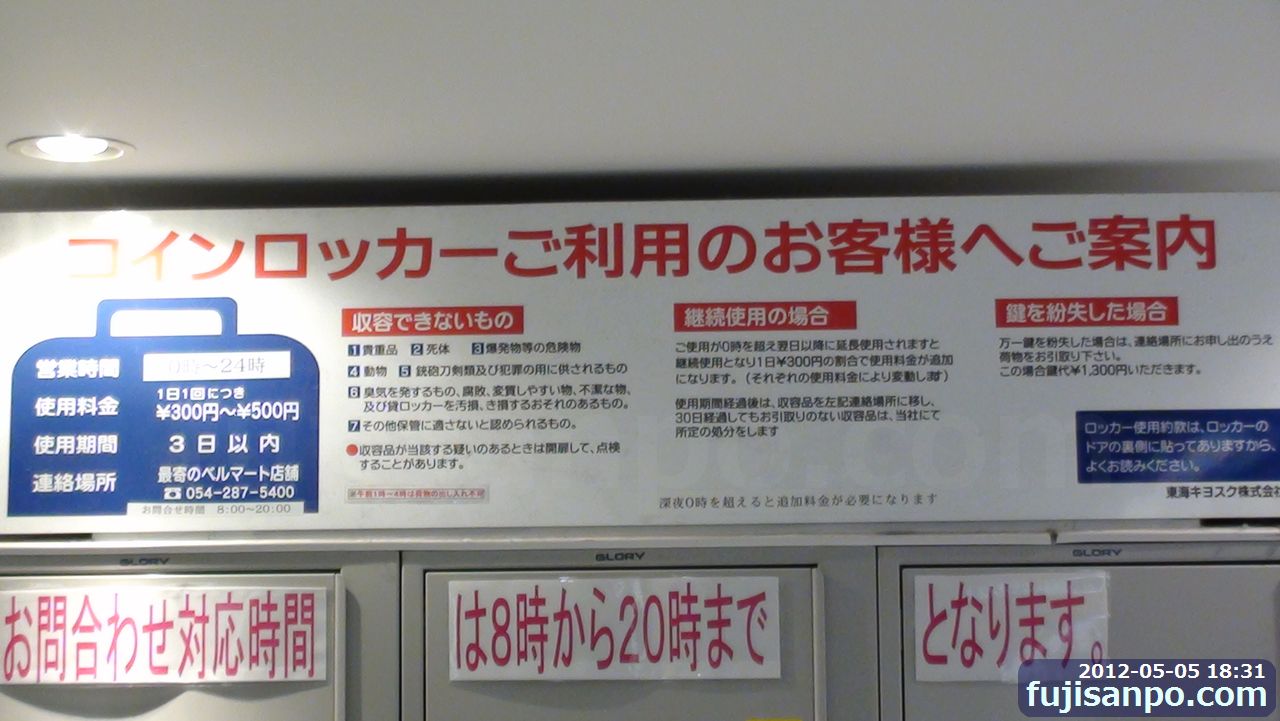 コインロッカーご利用のお客様へご案内
営業時間 0時～24時
使用料金 1日1回につき
¥300円～¥500円
使用期間 3日以内
連絡場所 最寄のベルマート店舗
☎054-287-5400
お問合せ時間 8:00～20:00
収容できないもの
1貴重品 2死体 3爆発物等の危険物
4動物 5銃砲刀剣類及び犯罪の用に供されるもの
6臭気を発するもの、腐敗、変質しやすい物、不潔な物、
及び貸ロッカーを汚損、き損するおそれのあるもの。
7その他保管に適さないと認められるもの。
●収容品が当該する疑いのあるときは開扉して、点検
することがあります。
※午前1時～4時は荷物の出し入れ不可
継続使用の場合
ご使用が0時を超え翌日以降に延長使用されますと
継続使用となり1日¥300円の割合で使用料金が追加
になります。(それぞれの使用料金により変動します)
使用期間経過後は、収容品を左記連絡場所に移し、
30日経過してもお引取りのない収容品は、当社にて
所定の処分をします
深夜0時を超えると追加料金が必要になります
鍵を紛失した場合
万一鍵を紛失した場合は、連絡場所にお申し出のうえ
荷物をお引取り下さい。
この場合鍵代¥1,300円いただきます。
ロッカー使用約款は、ロッカーの
ドアの裏側に貼ってありますから、
よくお読みください。
東海キヨスク株式会社
GLORY
GLORY
GLORY
お問合わせ対応時間
は8時から20時まで
となります。
2012-05-05 18:31
fujisanpo.com